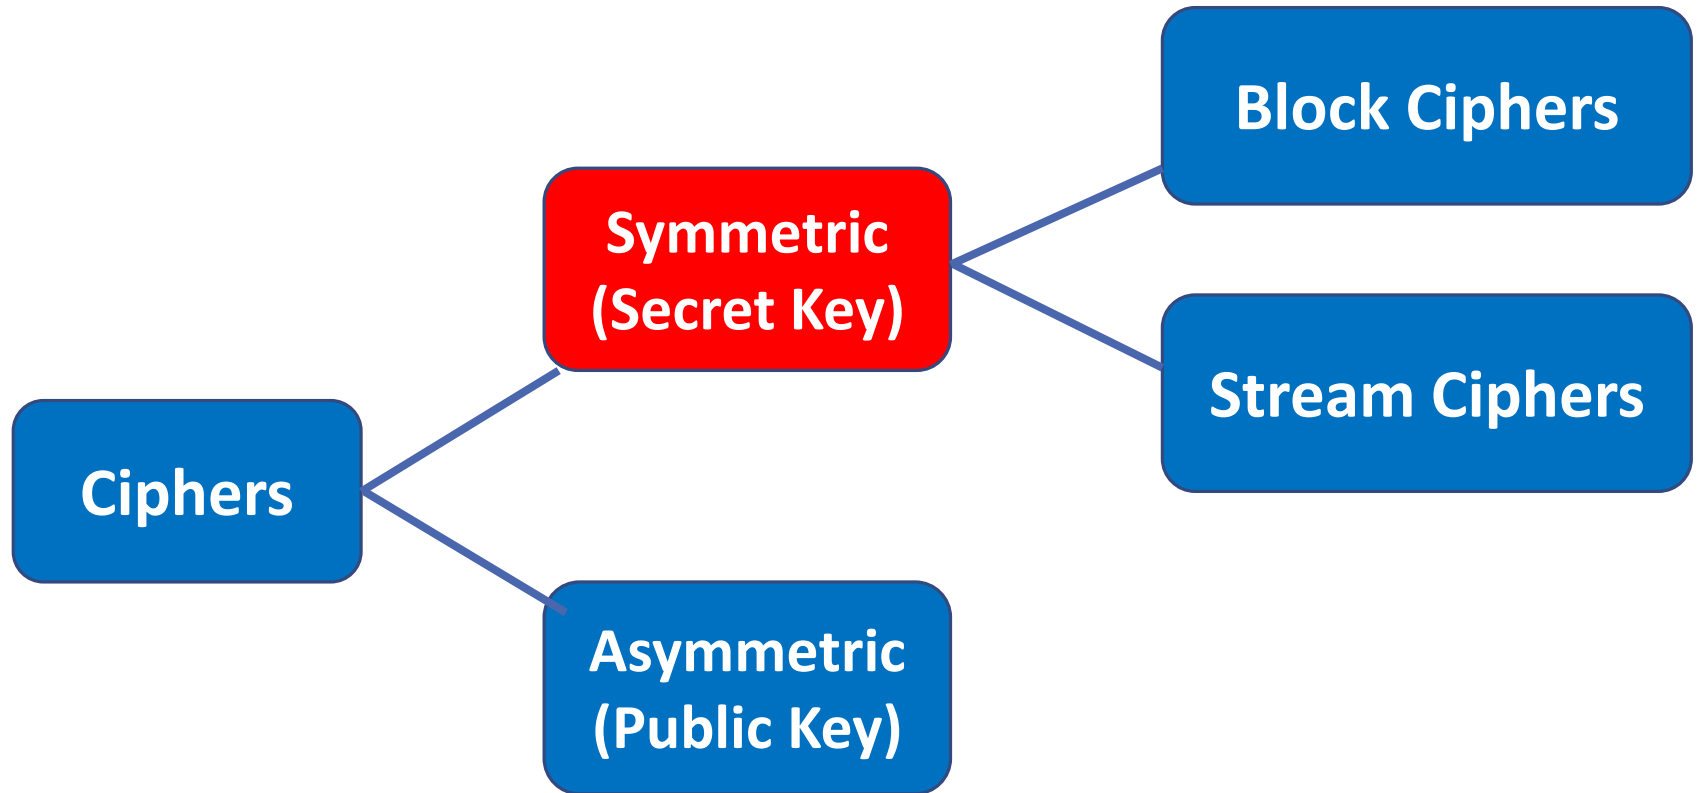 Ciphers
Symmetric
(Secret Key)
Asymmetric
(Public Key)
Block Ciphers
Stream Ciphers